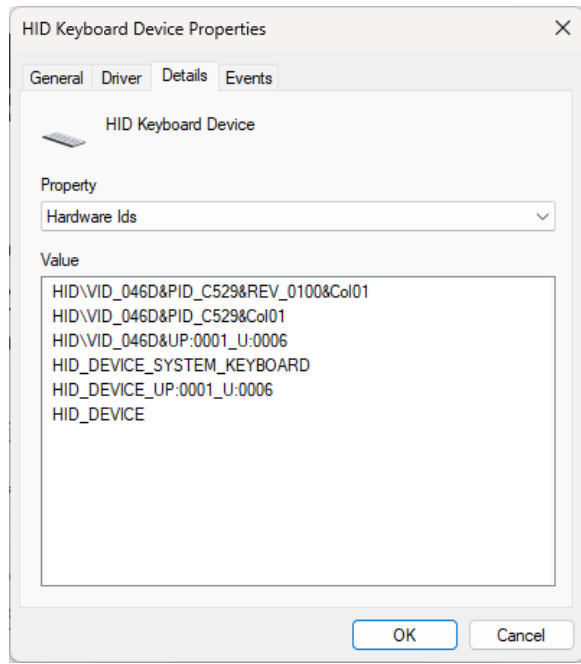 HID Keyboard Device Properties
General Driver Details Events
HID Keyboard Device
Property
Hardware Ids
Value
HID\VID_046D&PID_C529&REV_0100&Col01
HID\VID_046D&PID_C529&Col01
HID\VID_046D&UP:0001_U:0006
HID_DEVICE_SYSTEM_KEYBOARD
HID_DEVICE_UP:0001_U:0006
HID_DEVICE
OK Cancel